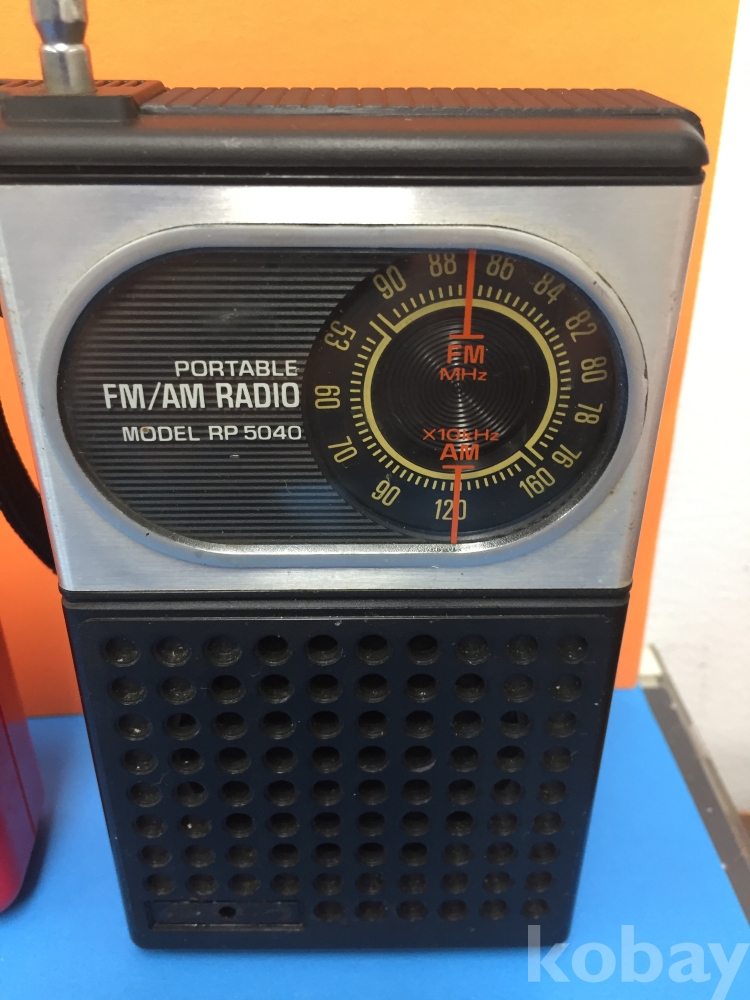 PORTABLE
FM/AM RADIO
MODEL RP 5040
53 90 88 86 84 82 80 78 76
FM
MHz
X10kHz
AM
60 70 90 120 160
kobay